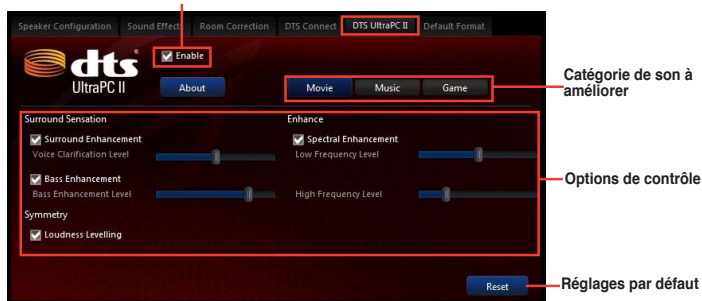 Speaker Configuration Sound Effects Room Correction DTS Connect DTS UltraPC II Default Format
dts
UltraPC II
Enable
About
Movie Music Game
Catégorie de son à
améliorer
Surround Sensation
Enhance
Surround Enhancement
Spectral Enhancement
Voice Clarification Level
Low Frequency Level
Bass Enhancement
Bass Enhancement Level
High Frequency Level
Options de contrôle
Symmetry
Loudness Levelling
Reset
Réglages par défaut